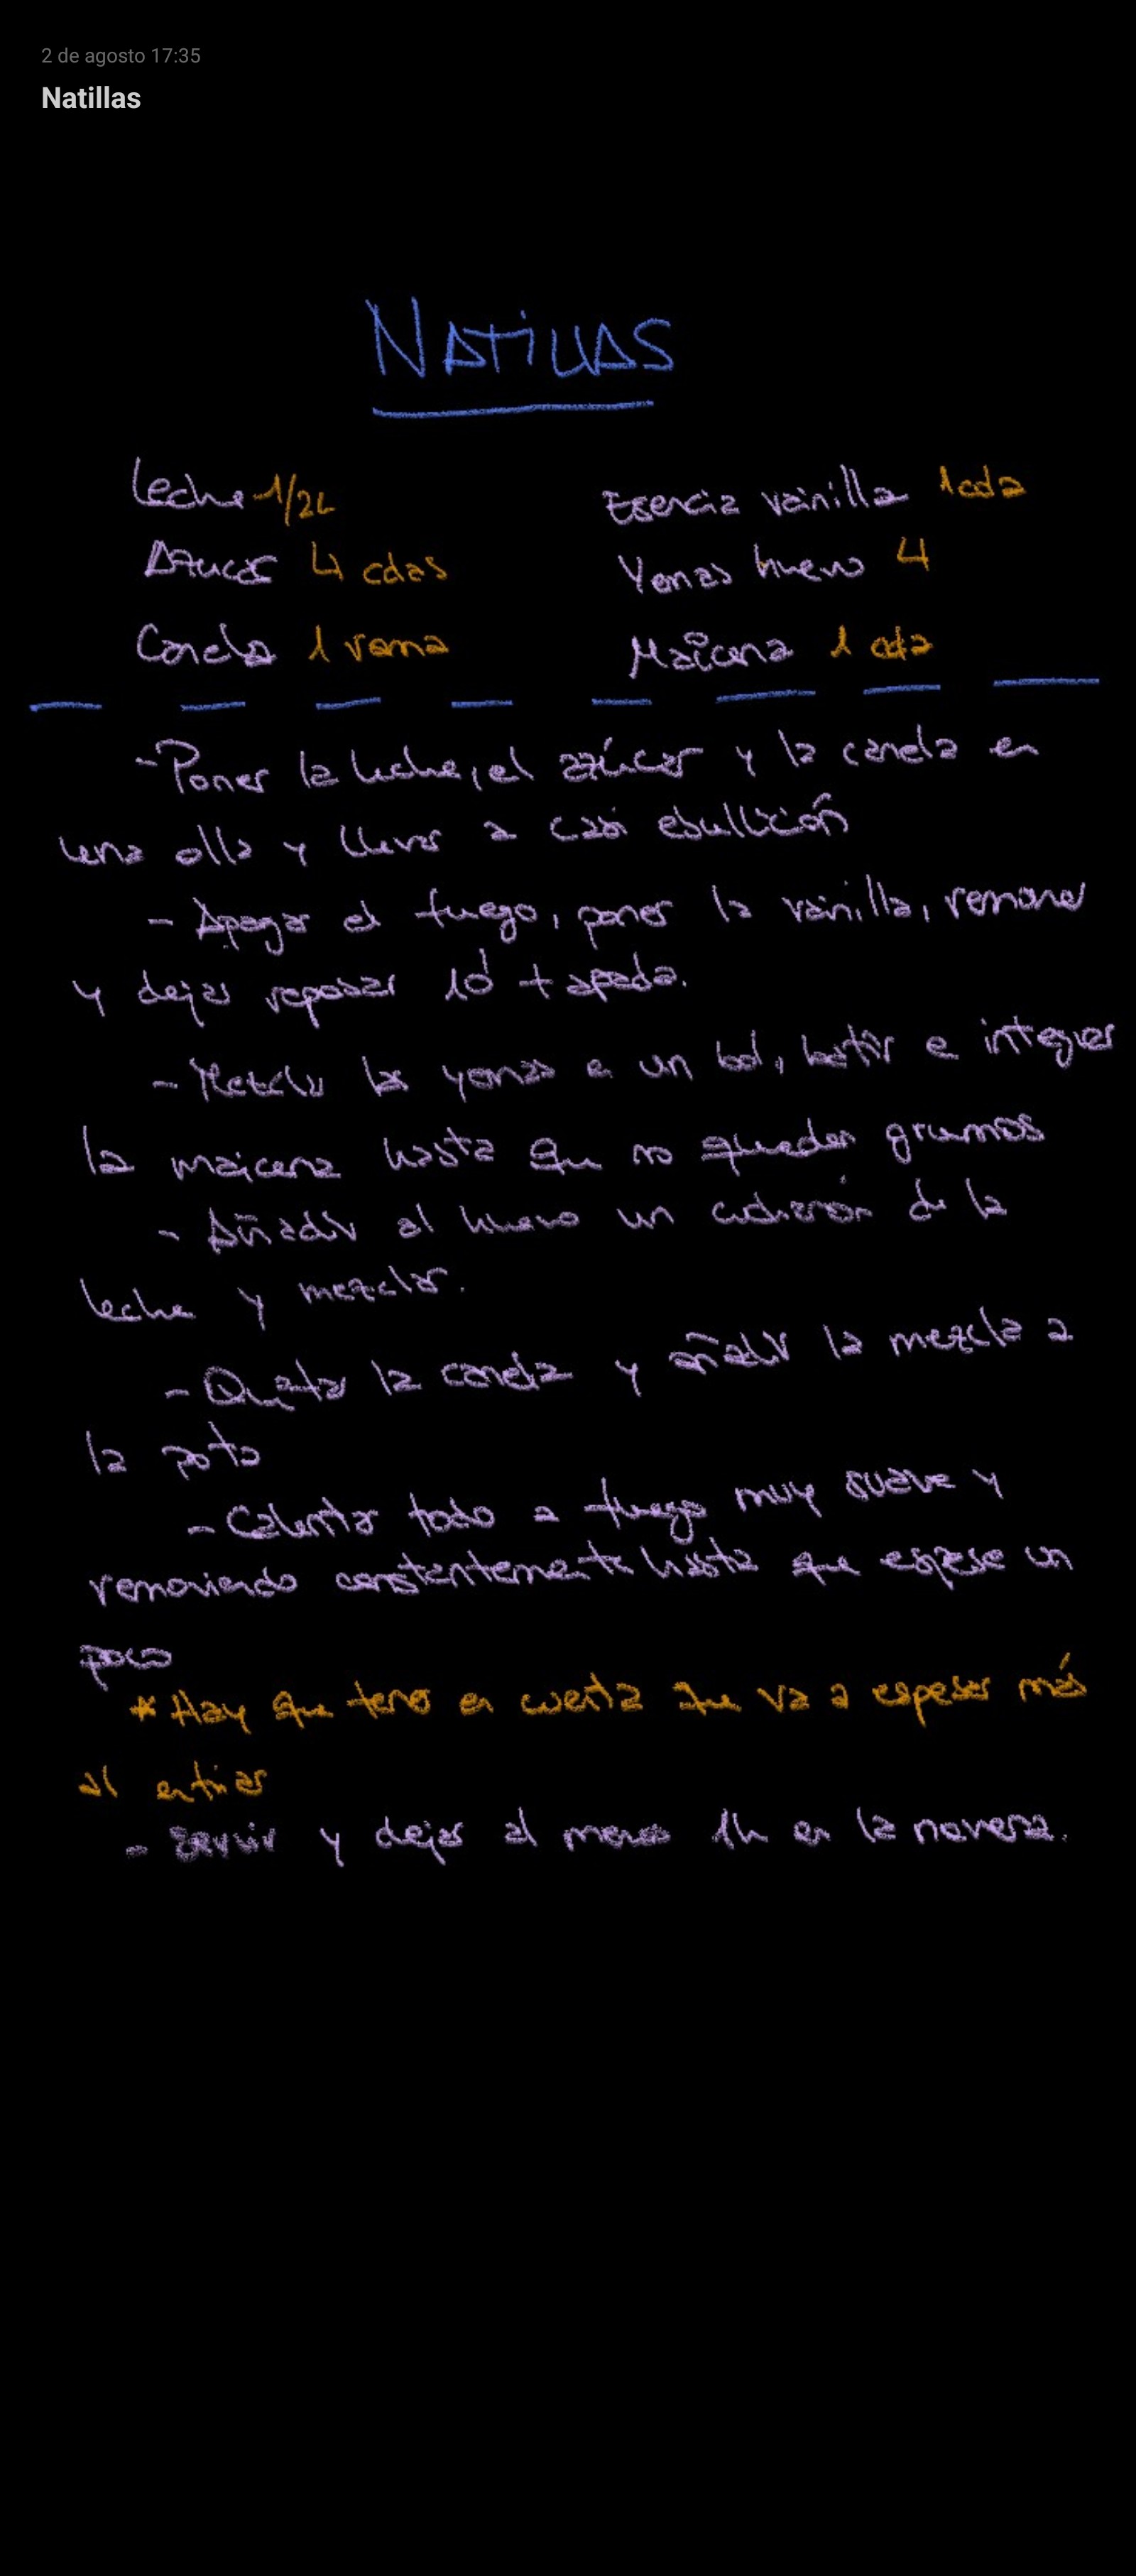 2 de agosto 17:35
Natillas
NATILLAS
Leche 1/2L
Esencia vainilla 1 cda
Azucar 4 cdas
Yemas huevo 4
Canela 1 rama
Maicena 1 cda
- Poner la leche, el azúcar y la canela en
una olla y llevar a casi ebullición
- Apagar el fuego, poner la vainilla, remover
y dejar reposar 10' tapada.
- Mezclar las yemas e un bol, batir e integrar
la maicena hasta que no queden grumos
- Añadir al huevo un cucharón de la
leche y mezclar.
- Quitar la canela y añadir la mezcla a
la pota
- Calentar todo a fuego muy suave y
removiendo constantemente hasta que espese un
poco
* Hay que tener en cuenta que va a espesar más
al enfriar
- Servir y dejar al menos 1h en la nevera.